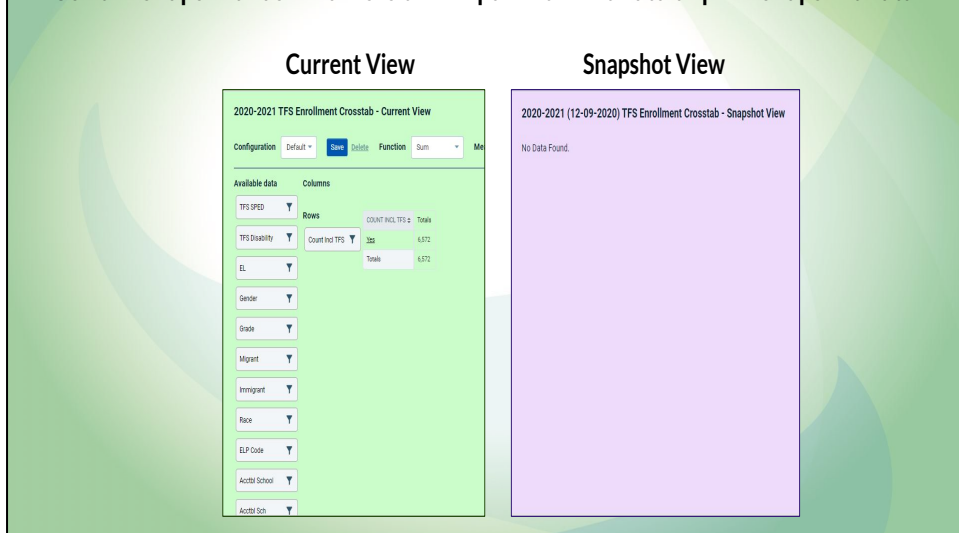 Current View
Snapshot View
2020-2021 TFS Enrollment Crosstab - Current View
Configuration Default Save Delete Function Sum
Available data Columns
TFS SPED
Rows
COUNT INCL TFS Totals
TFS Disability Count Incl TFS Yes 6,572
Totals 6,572
EL
Gender
Grade
Migrant
Immigrant
Race
ELP Code
Acctbl School
Acctbl Sch
2020-2021 (12-09-2020) TFS Enrollment Crosstab - Snapshot View
No Data Found.